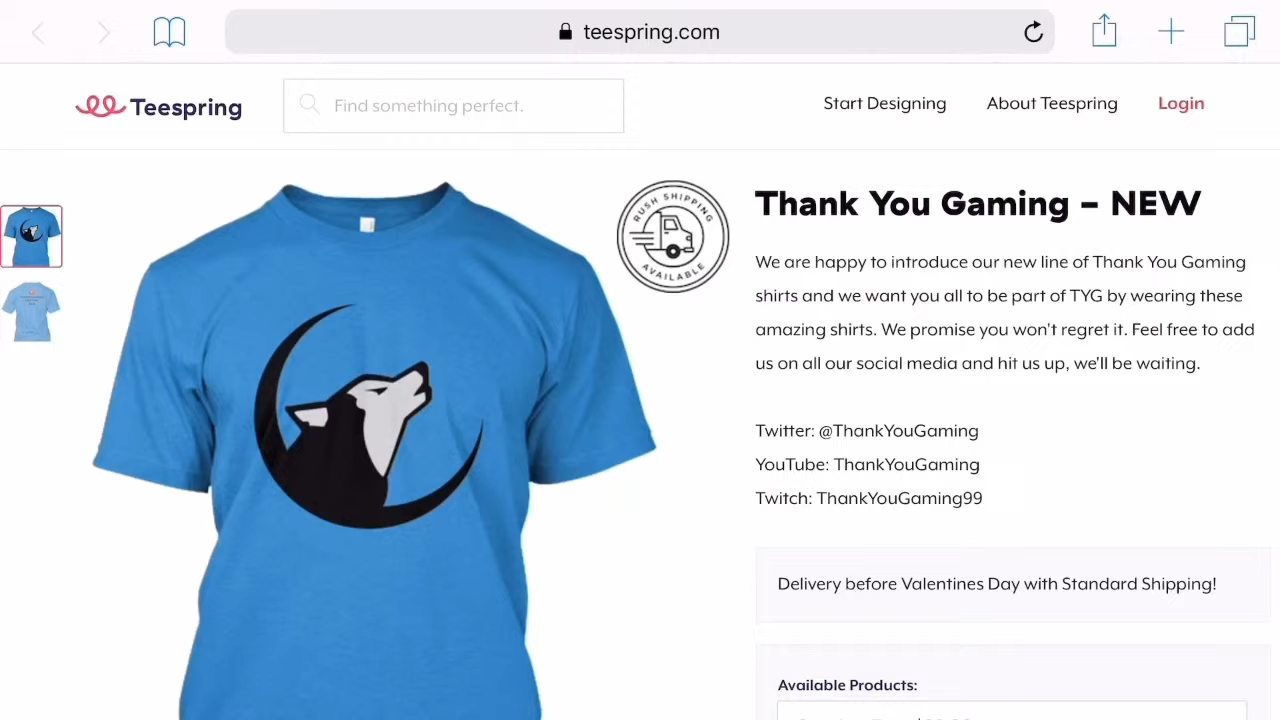 teespring.com
Teespring
Find something perfect.
Start Designing
About Teespring
Login
RUSH SHIPPING
AVAILABLE
Thank You Gaming – NEW
We are happy to introduce our new line of Thank You Gaming
shirts and we want you all to be part of TYG by wearing these
amazing shirts. We promise you won't regret it. Feel free to add
us on all our social media and hit us up, we'll be waiting.
Twitter: @ThankYouGaming
YouTube: ThankYouGaming
Twitch: ThankYouGaming99
Delivery before Valentines Day with Standard Shipping!
Available Products: